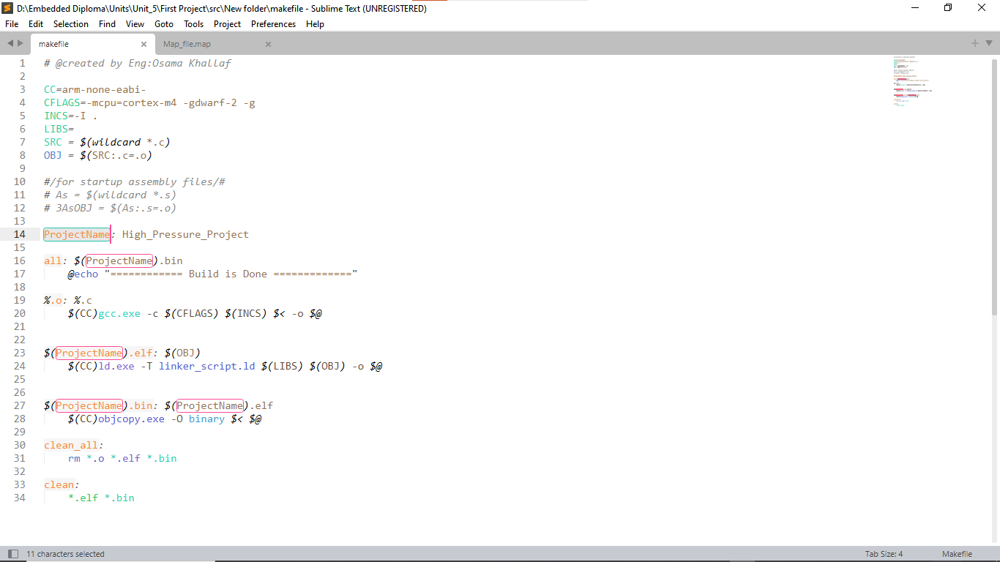 D:\Embedded Diploma\Units\Unit_5\First Project\src\New folder\makefile - Sublime Text (UNREGISTERED)
File Edit Selection Find View Goto Tools Project Preferences Help
makefile Map_file.map
1 # @created by Eng:Osama Khallaf
2
3 CC=arm-none-eabi-
4 CFLAGS=-mcpu=cortex-m4 -gdwarf-2 -g
5 INCS=-I .
6 LIBS=
7 SRC = $(wildcard *.c)
8 OBJ = $(SRC:.c=.o)
9
10 #/for startup assembly files/#
11 # As = $(wildcard *.s)
12 # 3AsOBJ = $(As:.s=.o)
13
14 ProjectName: High_Pressure_Project
15
16 all: $(ProjectName).bin
17 @echo "============ Build is Done ============="
18
19 %.o: %.c
20 $(CC)gcc.exe -c $(CFLAGS) $(INCS) $< -o $@
21
22
23 $(ProjectName).elf: $(OBJ)
24 $(CC)ld.exe -T linker_script.ld $(LIBS) $(OBJ) -o $@
25
26
27 $(ProjectName).bin: $(ProjectName).elf
28 $(CC)objcopy.exe -O binary $< $@
29
30 clean_all:
31 rm *.o *.elf *.bin
32
33 clean:
34 *.elf *.bin
11 characters selected Tab Size: 4 Makefile